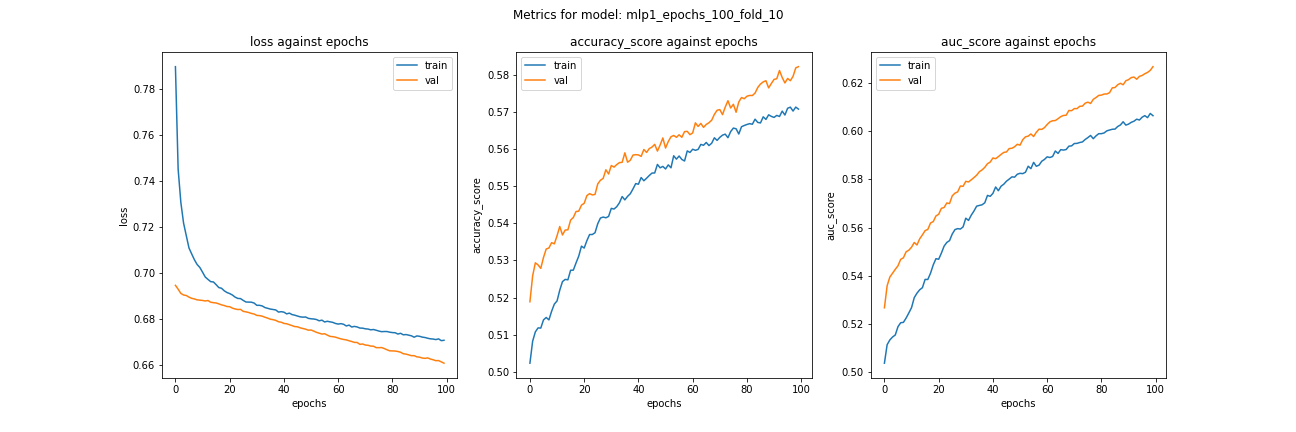 Metrics for model: mlp1_epochs_100_fold_10
loss against epochs
train
val
0.78
0.76
0.74
0.72
0.70
0.68
0.66
loss
0
20
40
60
80
100
epochs
accuracy_score against epochs
train
val
0.58
0.57
0.56
0.55
0.54
0.53
0.52
0.51
0.50
accuracy_score
0
20
40
60
80
100
epochs
auc_score against epochs
train
val
0.62
0.60
0.58
0.56
0.54
0.52
0.50
auc_score
0
20
40
60
80
100
epochs